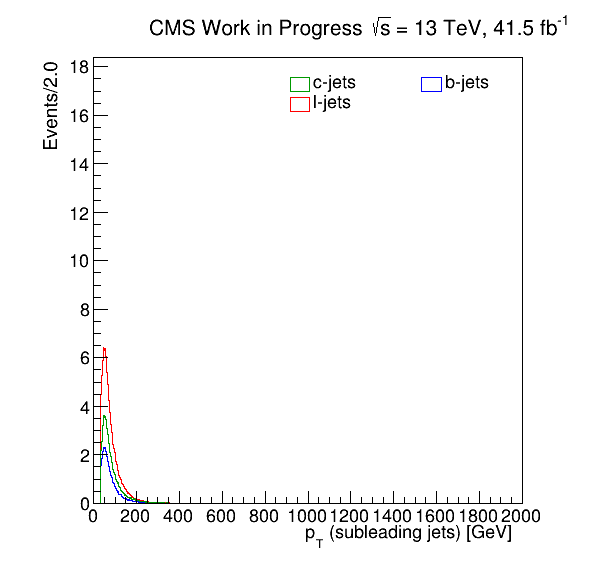 CMS Work in Progress √s = 13 TeV, 41.5 fb⁻¹
Events/2.0
18
16
14
12
10
8
6
4
2
0
c-jets b-jets
l-jets
0 200 400 600 800 1000 1200 1400 1600 1800 2000
p_T (subleading jets) [GeV]